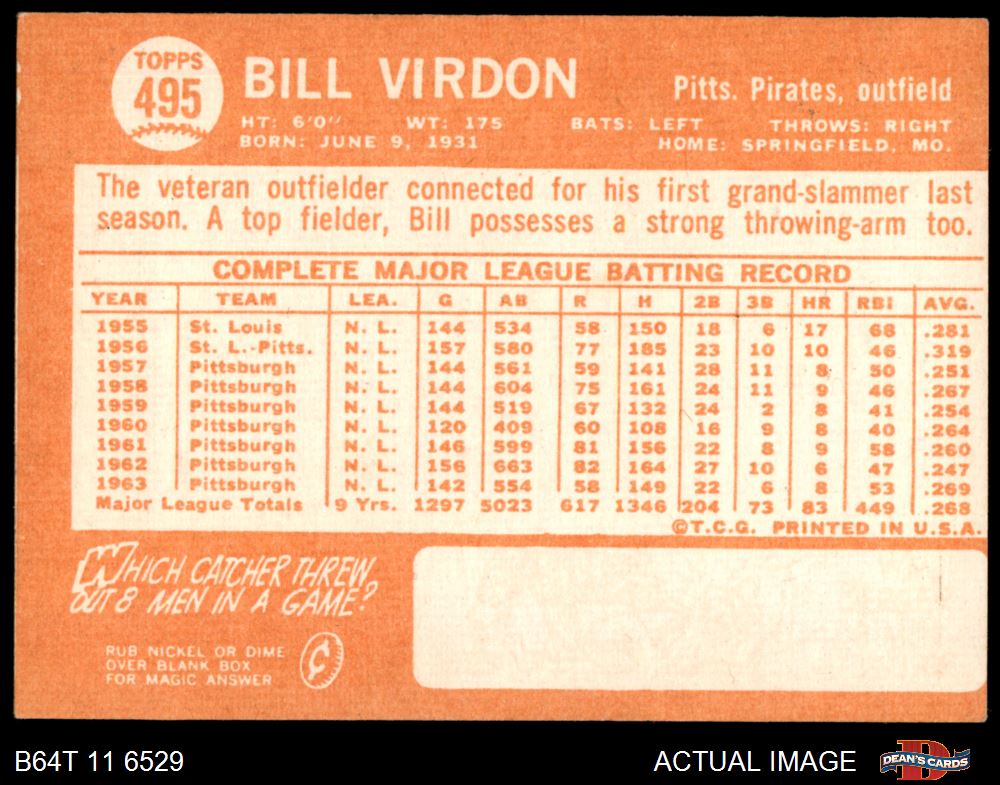 TOPPS
495
BILL VIRDON
Pitts. Pirates, outfield
HT: 6'0" WT: 175 BATS: LEFT THROWS: RIGHT
BORN: JUNE 9, 1931 HOME: SPRINGFIELD, MO.
The veteran outfielder connected for his first grand-slammer last
season. A top fielder, Bill possesses a strong throwing-arm too.
COMPLETE MAJOR LEAGUE BATTING RECORD
YEAR TEAM LEA. G AB R H 2B 3B HR RBI AVG.
1955 St. Louis N. L. 144 534 58 150 18 6 17 68 .281
1956 St. L.-Pitts. N. L. 157 580 77 185 23 10 10 46 .319
1957 Pittsburgh N. L. 144 561 59 141 28 11 8 50 .251
1958 Pittsburgh N. L. 144 604 75 161 24 11 9 46 .267
1959 Pittsburgh N. L. 144 519 67 132 24 2 8 41 .254
1960 Pittsburgh N. L. 120 409 60 108 16 9 8 40 .264
1961 Pittsburgh N. L. 146 599 81 156 22 8 9 58 .260
1962 Pittsburgh N. L. 156 663 82 164 27 10 6 47 .247
1963 Pittsburgh N. L. 142 554 58 149 22 6 8 53 .269
Major League Totals 9 Yrs. 1297 5023 617 1346 204 73 83 449 .268
©T.C.G. PRINTED IN U.S.A.
WHICH CATCHER THREW
OUT 8 MEN IN A GAME?
RUB NICKEL OR DIME
OVER BLANK BOX
FOR MAGIC ANSWER
¢
B64T 11 6529
ACTUAL IMAGE
D
DEAN'S CARDS